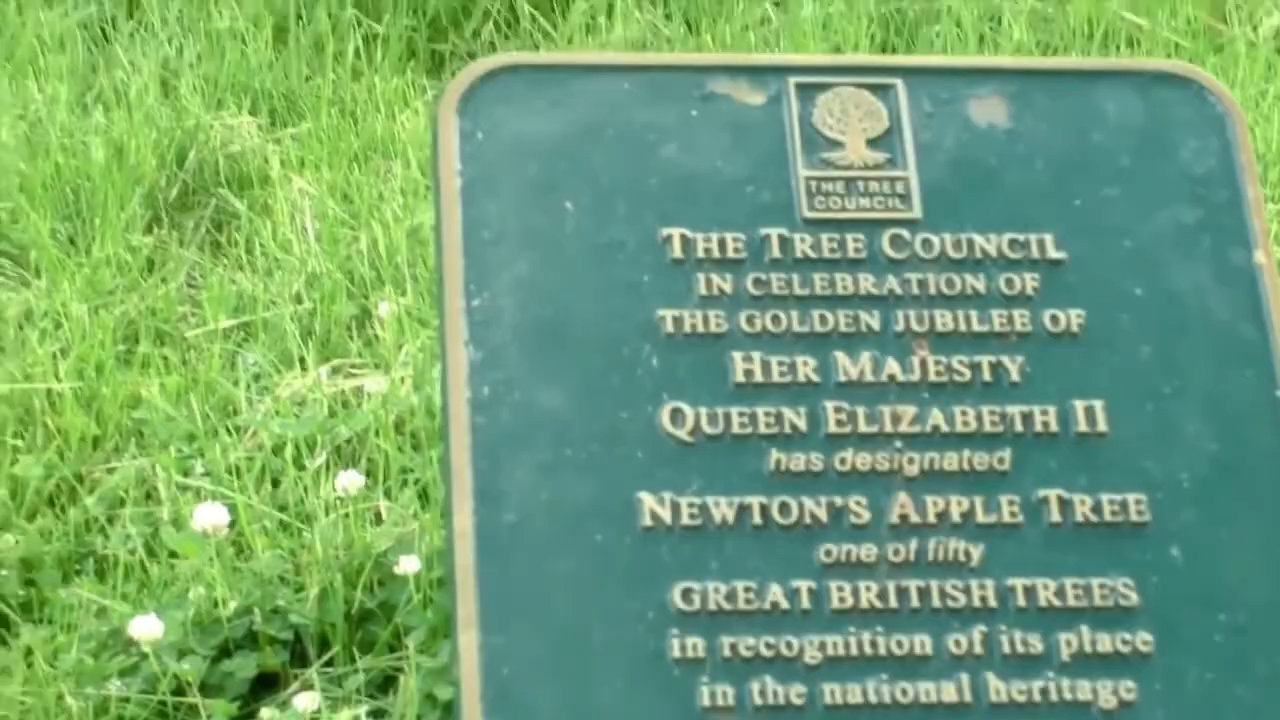 THE TREE
COUNCIL
THE TREE COUNCIL
IN CELEBRATION OF
THE GOLDEN JUBILEE OF
HER MAJESTY
QUEEN ELIZABETH II
has designated
NEWTON'S APPLE TREE
one of fifty
GREAT BRITISH TREES
in recognition of its place
in the national heritage